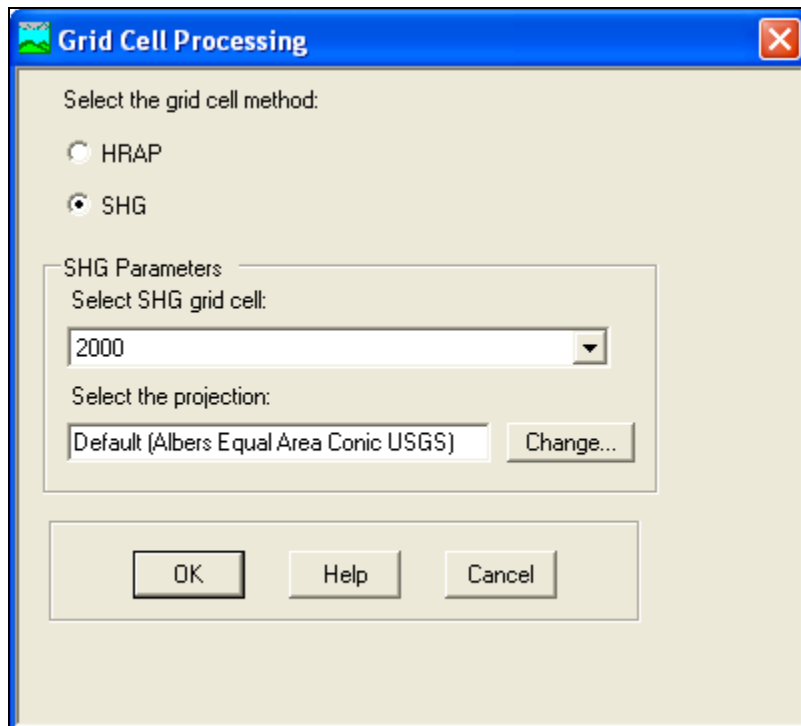 Grid Cell Processing
Select the grid cell method:
HRAP
SHG
SHG Parameters
Select SHG grid cell:
2000
Select the projection:
Default (Albers Equal Area Conic USGS)
Change...
OK
Help
Cancel